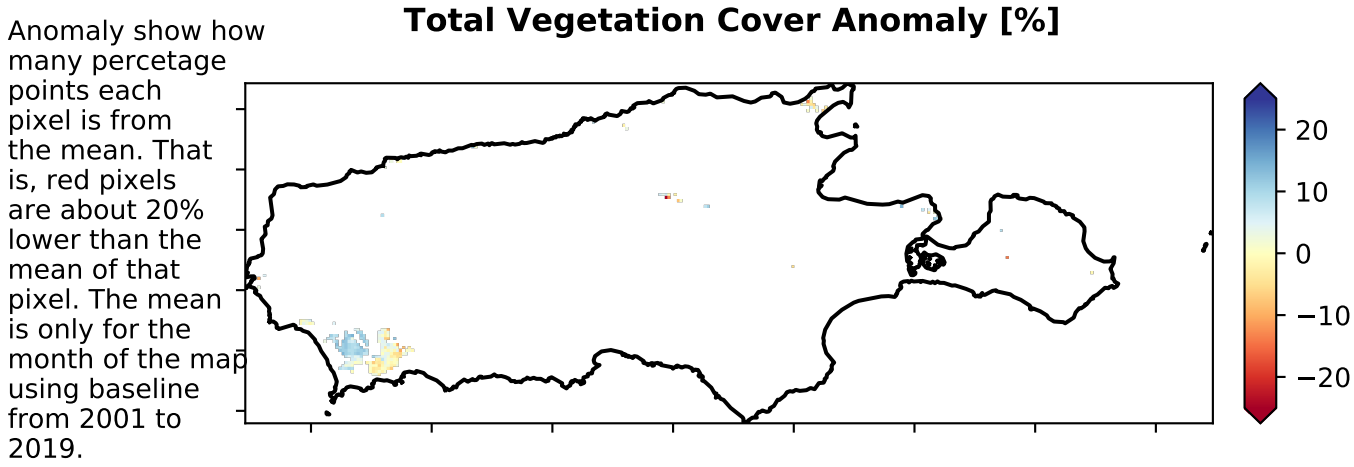 Total Vegetation Cover Anomaly [%]
Anomaly show how
many percetage
points each
pixel is from
the mean. That
is, red pixels
are about 20%
lower than the
mean of that
pixel. The mean
is only for the
month of the map
using baseline
from 2001 to
2019.
20
10
0
−10
−20